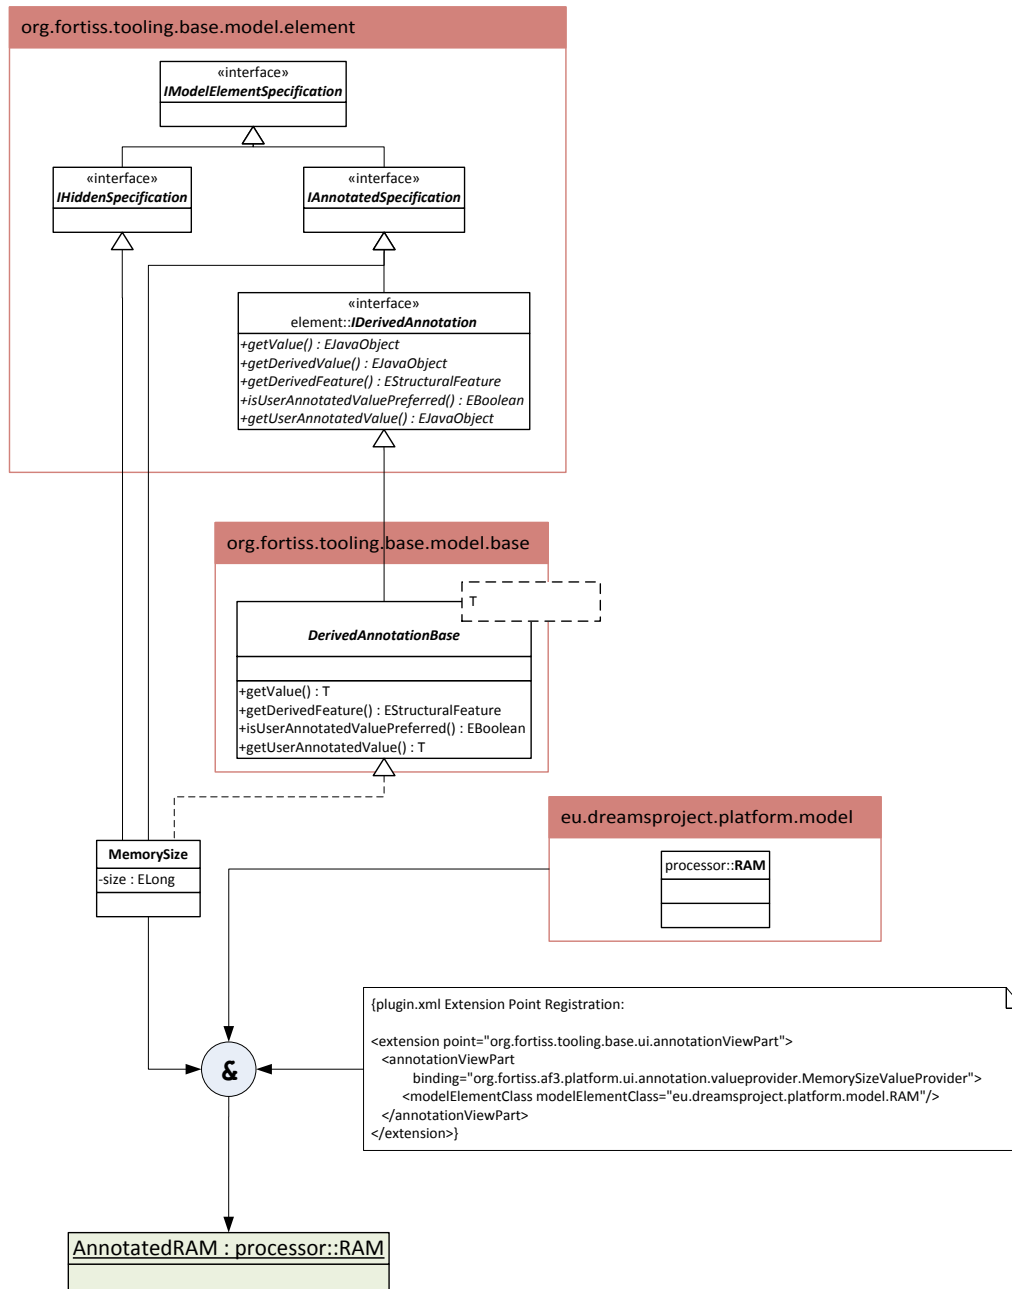 org.fortiss.tooling.base.model.element
«interface»
IModelElementSpecification
«interface»
IHiddenSpecification
«interface»
IAnnotatedSpecification
«interface»
element::IDerivedAnnotation
+getValue() : EJavaObject
+getDerivedValue() : EJavaObject
+getDerivedFeature() : EStructuralFeature
+isUserAnnotatedValuePreferred() : EBoolean
+getUserAnnotatedValue() : EJavaObject
org.fortiss.tooling.base.model.base
T
DerivedAnnotationBase
+getValue() : T
+getDerivedFeature() : EStructuralFeature
+isUserAnnotatedValuePreferred() : EBoolean
+getUserAnnotatedValue() : T
eu.dreamsproject.platform.model
processor::RAM
MemorySize
-size : ELong
{plugin.xml Extension Point Registration:
<extension point="org.fortiss.tooling.base.ui.annotationViewPart">
<annotationViewPart
binding="org.fortiss.af3.platform.ui.annotation.valueprovider.MemorySizeValueProvider">
<modelElementClass modelElementClass="eu.dreamsproject.platform.model.RAM"/>
</annotationViewPart>
</extension>}
&
AnnotatedRAM : processor::RAM